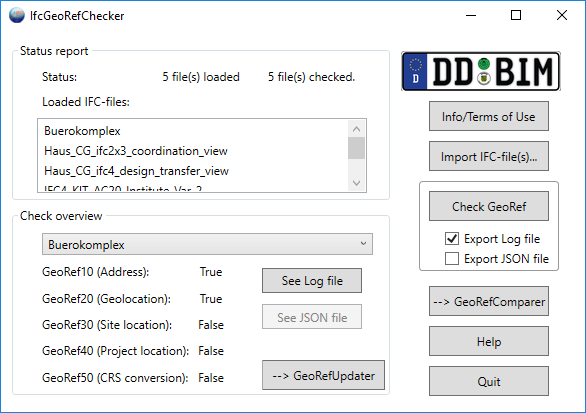 IfcGeoRefChecker
Status report
Status: 5 file(s) loaded 5 file(s) checked.
Loaded IFC-files:
Buerokomplex
Haus_CG_ifc2x3_coordination_view
Haus_CG_ifc4_design_transfer_view
IFC4_KIT_AC20_Institute_Var_2
D DD BIM
Info/Terms of Use
Import IFC-file(s)...
Check GeoRef
Export Log file
Export JSON file
--> GeoRefComparer
Help
Quit
Check overview
Buerokomplex
GeoRef10 (Address): True
GeoRef20 (Geolocation): True
GeoRef30 (Site location): False
GeoRef40 (Project location): False
GeoRef50 (CRS conversion): False
See Log file
See JSON file
--> GeoRefUpdater